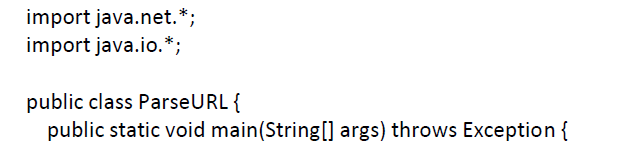 import java.net.*;
import java.io.*;
public class ParseURL {
public static void main(String[] args) throws Exception {